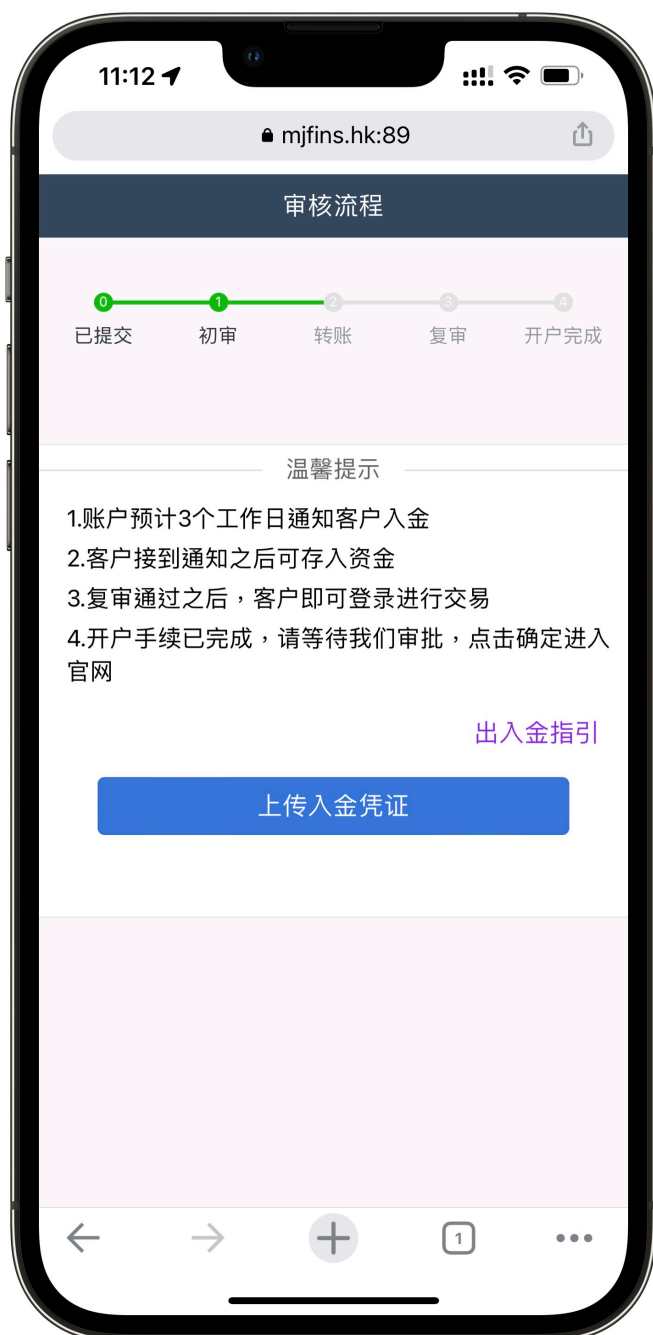 11:12
mjfins.hk:89
审核流程
0 1 2 3 4
已提交 初审 转账 复审 开户完成
温馨提示
1.账户预计3个工作日通知客户入金
2.客户接到通知之后可存入资金
3.复审通过之后，客户即可登录进行交易
4.开户手续已完成，请等待我们审批，点击确定进入
官网
出入金指引
上传入金凭证
1